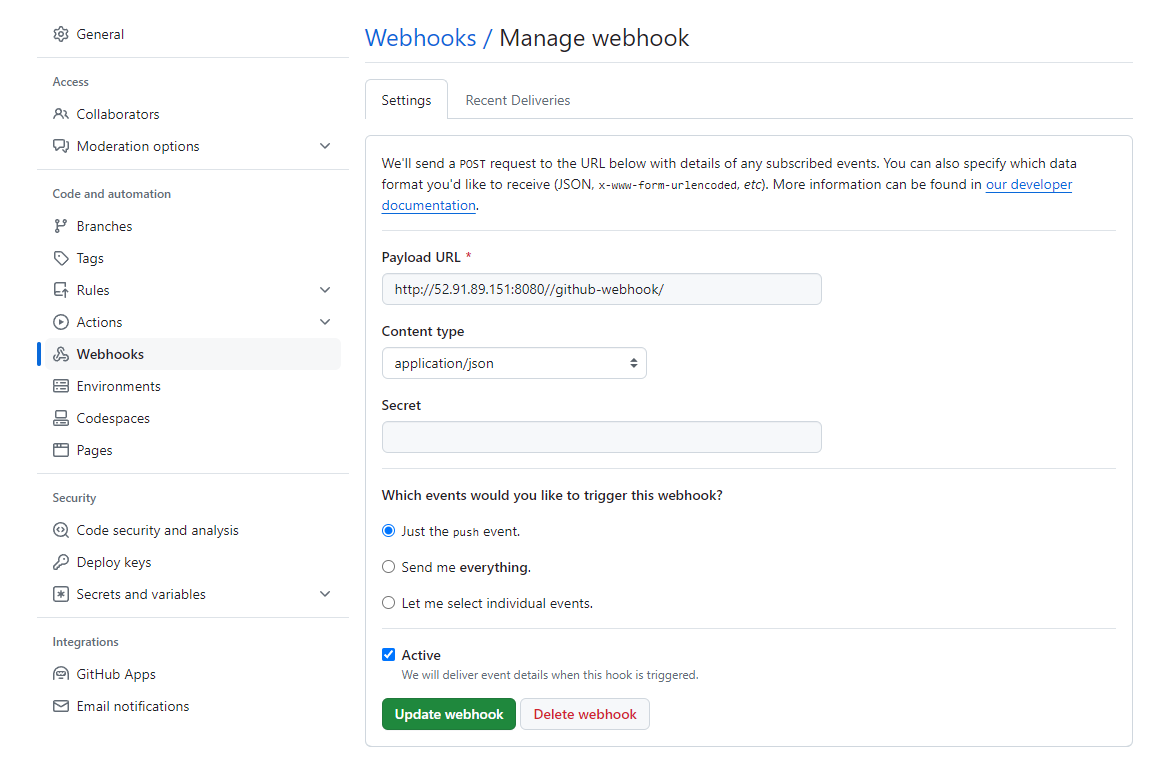 General
Access
Collaborators
Moderation options
Code and automation
Branches
Tags
Rules
Actions
Webhooks
Environments
Codespaces
Pages
Security
Code security and analysis
Deploy keys
Secrets and variables
Integrations
GitHub Apps
Email notifications
Webhooks / Manage webhook
Settings
Recent Deliveries
We'll send a POST request to the URL below with details of any subscribed events. You can also specify which data
format you'd like to receive (JSON, x-www-form-urlencoded, etc). More information can be found in our developer
documentation.
Payload URL *
http://52.91.89.151:8080//github-webhook/
Content type
application/json
Secret
Which events would you like to trigger this webhook?
Just the push event.
Send me everything.
Let me select individual events.
Active
We will deliver event details when this hook is triggered.
Update webhook
Delete webhook